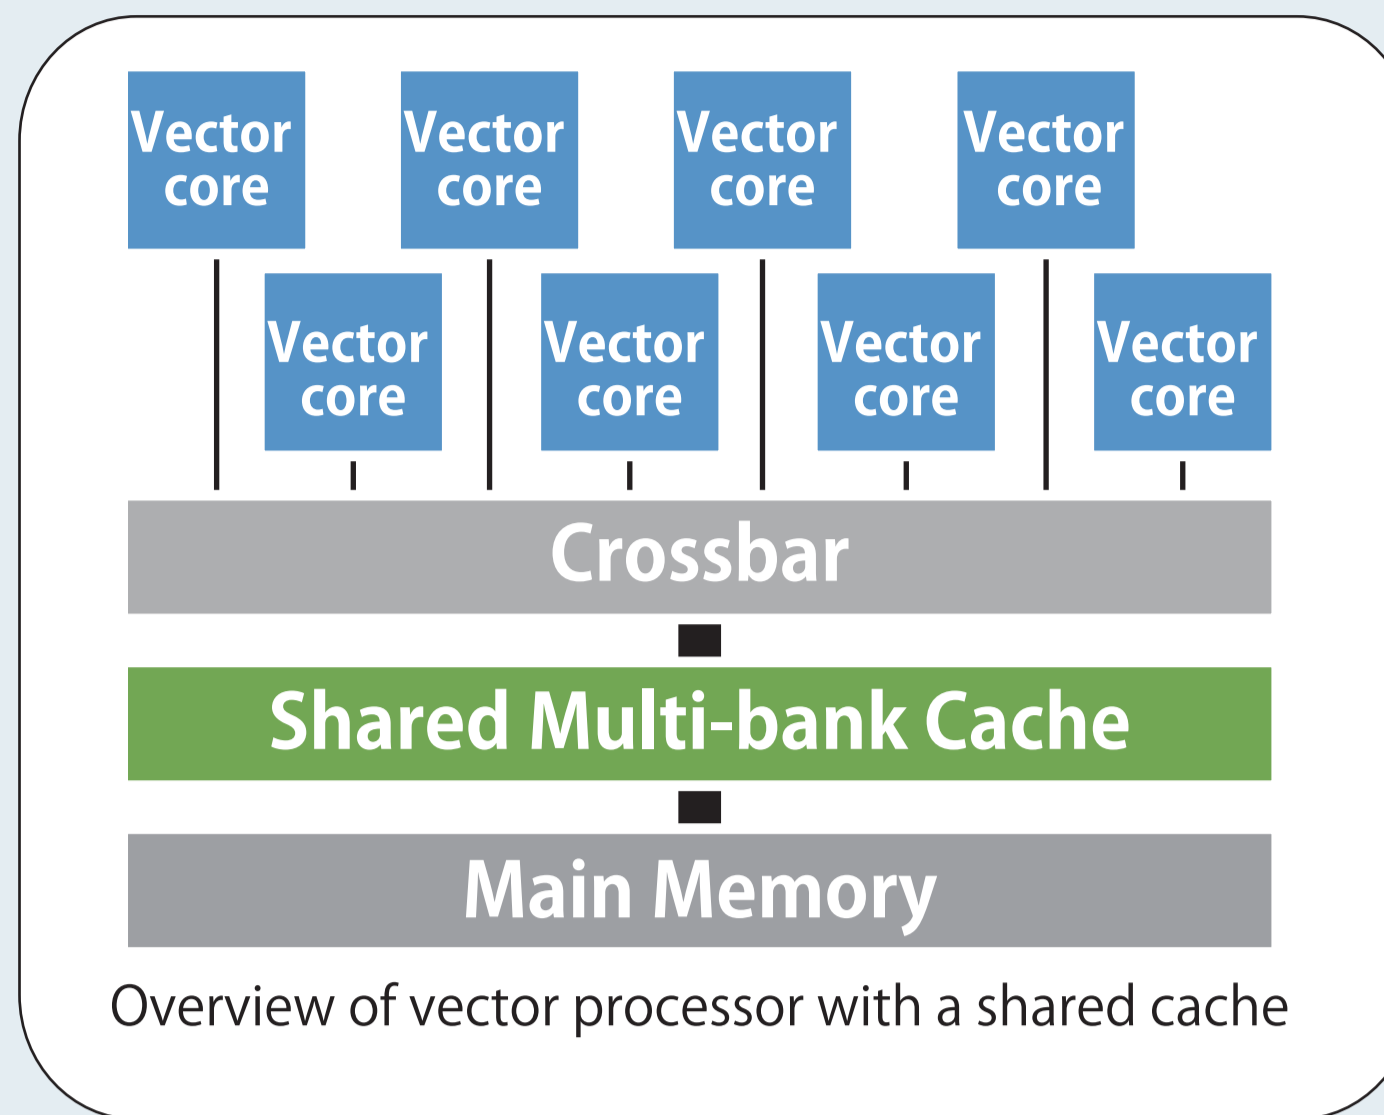 Vector
core
Vector
core
Vector
core
Vector
core
Vector
core
Vector
core
Vector
core
Vector
core
Crossbar
Shared Multi-bank Cache
Main Memory
Overview of vector processor with a shared cache